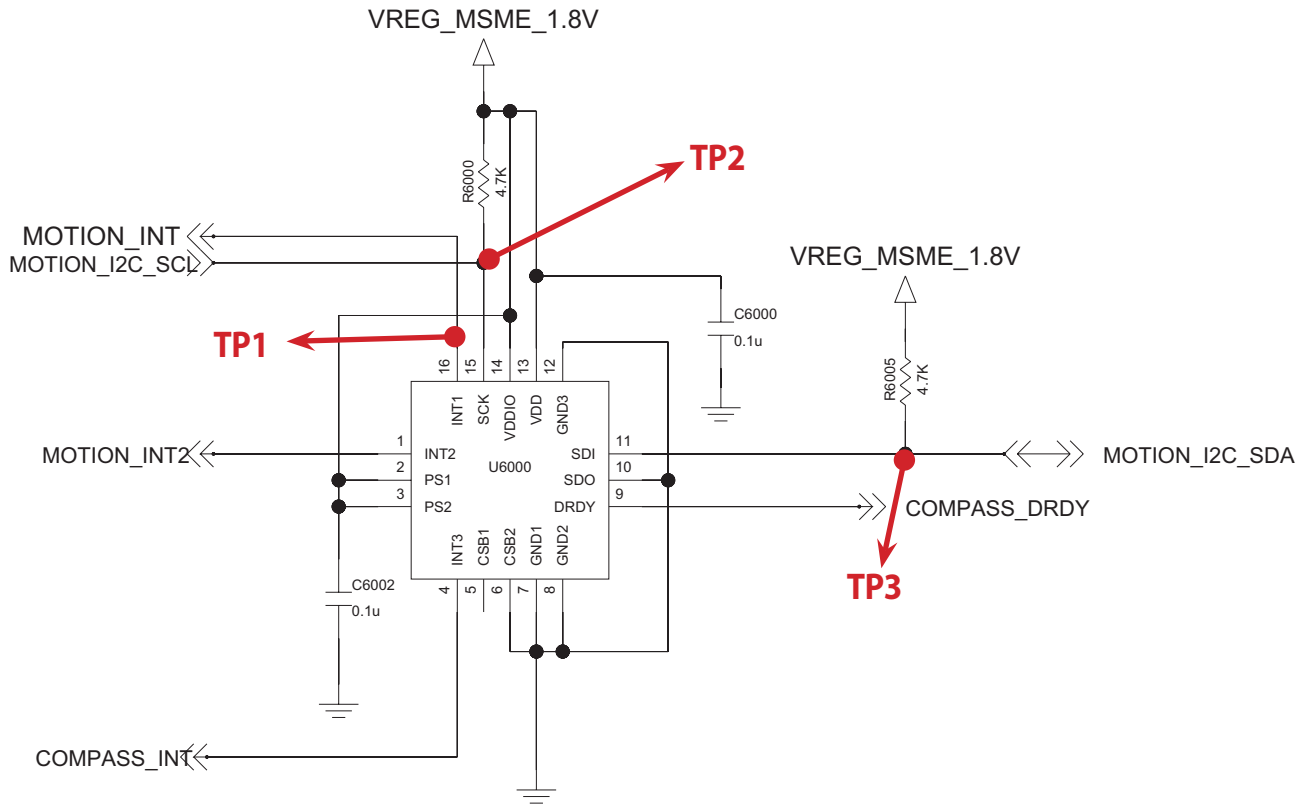 VREG_MSME_1.8V
R6000
4.7K
TP2
MOTION_INT
MOTION_I2C_SCL
VREG_MSME_1.8V
C6000
0.1u
TP1
R6005
4.7K
16
15
14
13
12
INT1
SCK
VDDIO
VDD
GND3
MOTION_INT2
1
INT2
U6000
SDI
11
MOTION_I2C_SDA
2
PS1
SDO
10
3
PS2
DRDY
9
COMPASS_DRDY
INT3
CSB1
CSB2
GND1
GND2
TP3
C6002
0.1u
4
5
6
7
8
COMPASS_INT